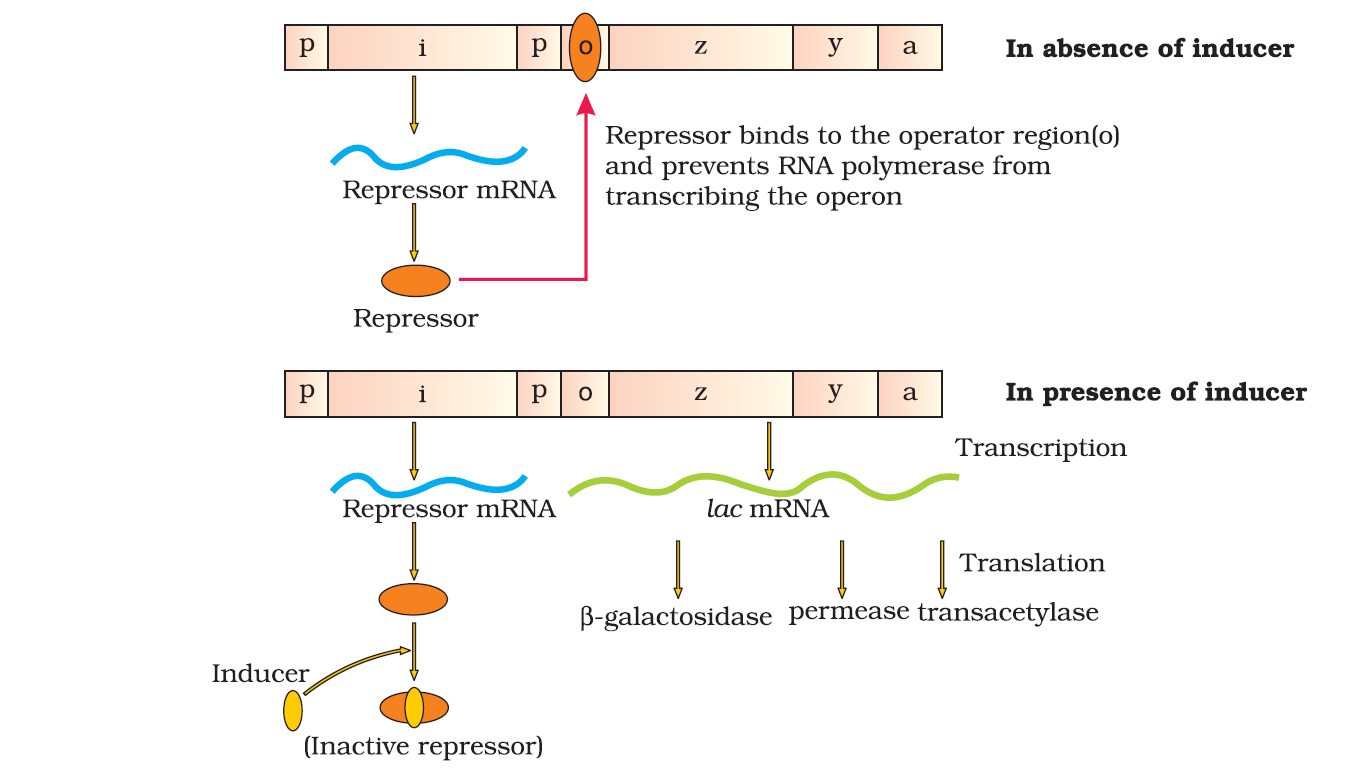 p i p o z y a In absence of inducer
Repressor binds to the operator region(o)
and prevents RNA polymerase from
transcribing the operon
Repressor mRNA
Repressor
p i p o z y a In presence of inducer
Transcription
Repressor mRNA lac mRNA
Translation
β-galactosidase permease transacetylase
Inducer
(Inactive repressor)